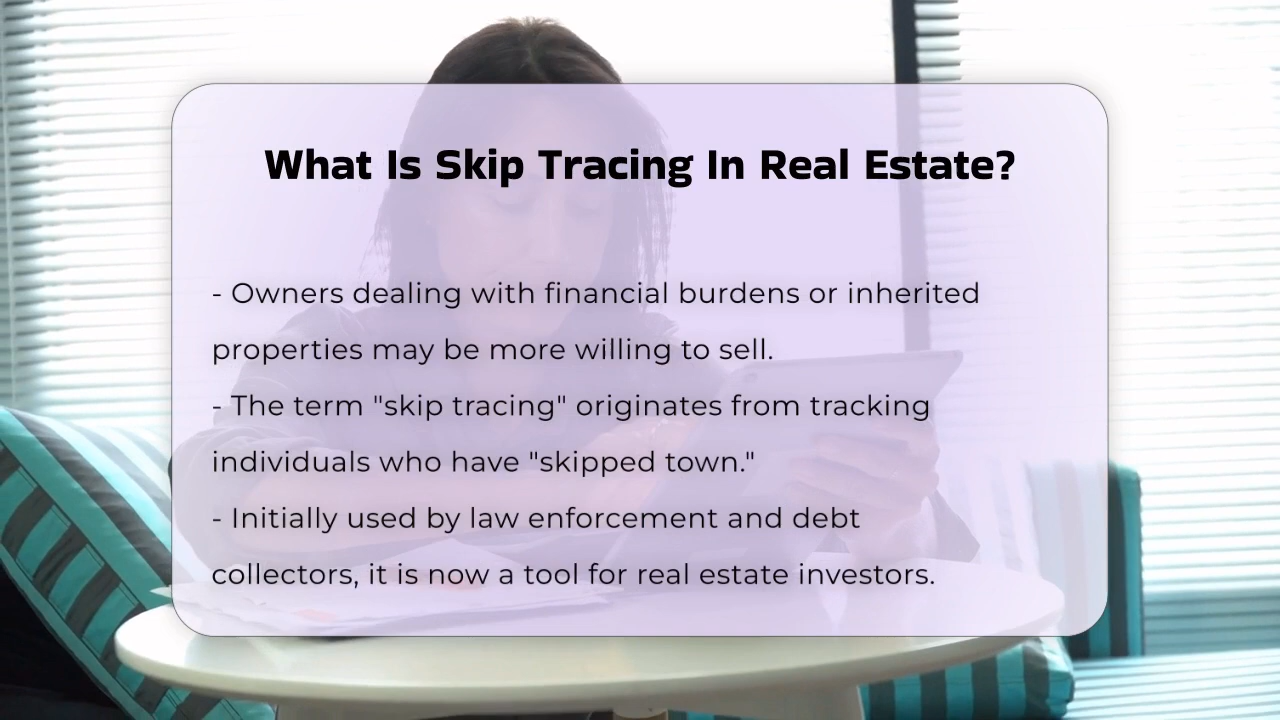 What Is Skip Tracing In Real Estate?
- Owners dealing with financial burdens or inherited
properties may be more willing to sell.
- The term "skip tracing" originates from tracking
individuals who have "skipped town."
- Initially used by law enforcement and debt
collectors, it is now a tool for real estate investors.